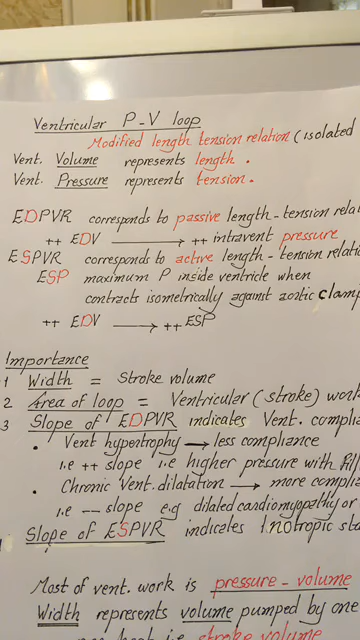 Ventricular P-V loop
Modified length tension relation (isolated
Vent. Volume represents length.
Vent. Pressure represents tension.
EDPVR corresponds to passive length-tension relat
++ EDV → ++ intravent pressure
ESPVR corresponds to active length-tension relatio
ESP maximum P inside ventricle when
contracts isometrically against aortic clamp
++ EDV → ++ ESP
Importance
1 Width = Stroke volume
2 Area of loop = Ventricular (stroke) work
3 Slope of EDPVR indicates Vent. complia
• Vent hypertrophy → less compliance
i.e ++ slope i.e higher pressure with fill
• Chronic Vent. dilatation → more complia
i.e -- slope e.g dilated cardiomyopathy or
Slope of ESPVR indicates Inotropic sta
Most of vent. work is pressure-volume
Width represents volume pumped by one
stroke volume